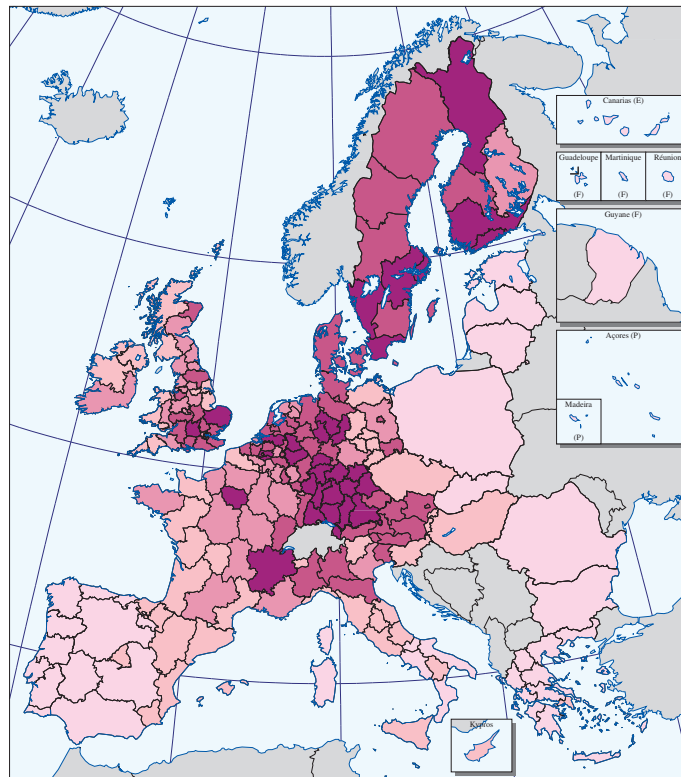 Canarias (E)
Guadeloupe
(F)
Martinique
(F)
Réunion
(F)
Guyane (F)
Açores (P)
Madeira
(P)
Kypros